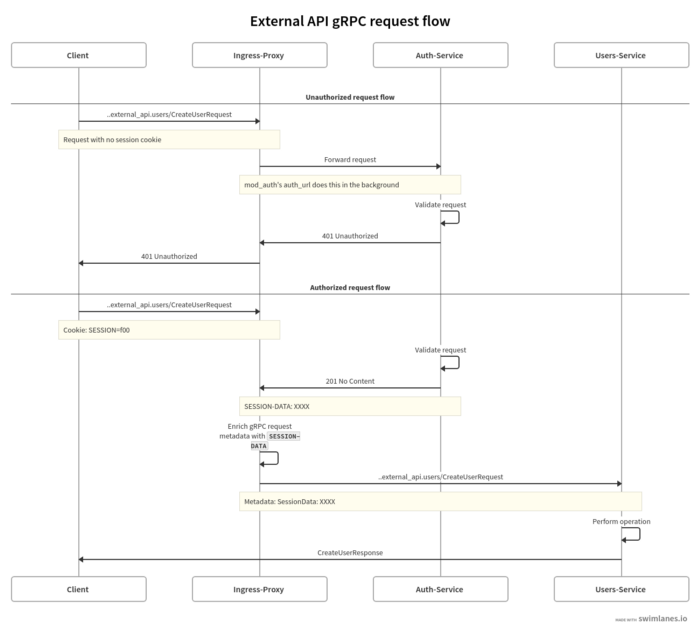 External API gRPC request flow
Client
Ingress-Proxy
Auth-Service
Users-Service
Unauthorized request flow
..external_api.users/CreateUserRequest
Request with no session cookie
Forward request
mod_auth's auth_url does this in the background
Validate request
401 Unauthorized
401 Unauthorized
Authorized request flow
..external_api.users/CreateUserRequest
Cookie: SESSION=f00
Validate request
201 No Content
SESSION-DATA: XXXX
Enrich gRPC request
metadata with SESSION-
DATA
..external_api.users/CreateUserRequest
Metadata: SessionData: XXXX
Perform operation
CreateUserResponse
Client
Ingress-Proxy
Auth-Service
Users-Service
MADE WITH swimlanes.io